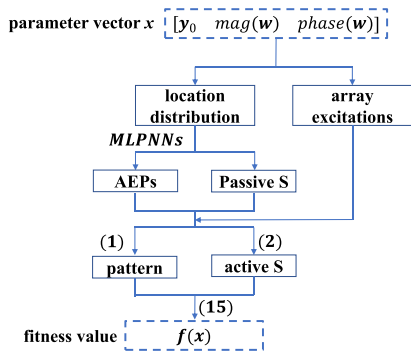 parameter vector x [y0 mag(w) phase(w)]
location distribution
array excitations
MLPNNs
AEPs
Passive S
(1)
(2)
pattern
active S
(15)
fitness value f(x)